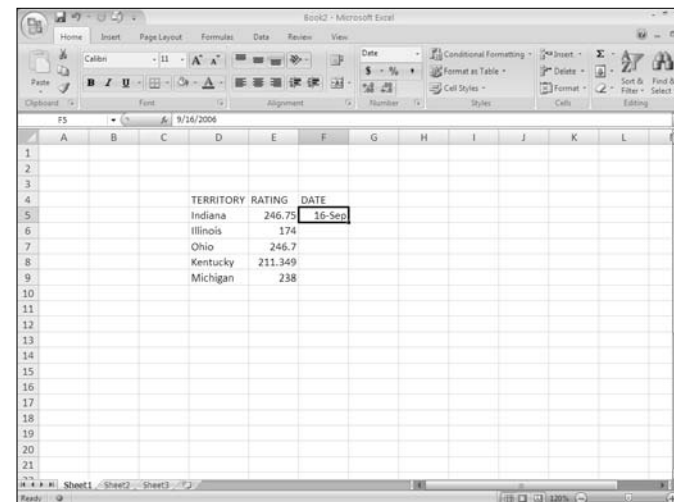 Book2 - Microsoft Excel
Home Insert Page Layout Formulas Data Review View
Calibri 11 A A Date Conditional Formatting Insert Σ
Paste B I U A $ % , Format as Table Delete Sort & Find &
Cell Styles Format Filter Select
Clipboard Font Alignment Number Styles Cells Editing
F5 fx 9/16/2006
A B C D E F G H I J K L
1
2
3
4 TERRITORY RATING DATE
5 Indiana 246.75 16-Sep
6 Illinois 174
7 Ohio 246.7
8 Kentucky 211.349
9 Michigan 238
10
11
12
13
14
15
16
17
18
19
20
21
Sheet1 Sheet2 Sheet3
Ready 120%